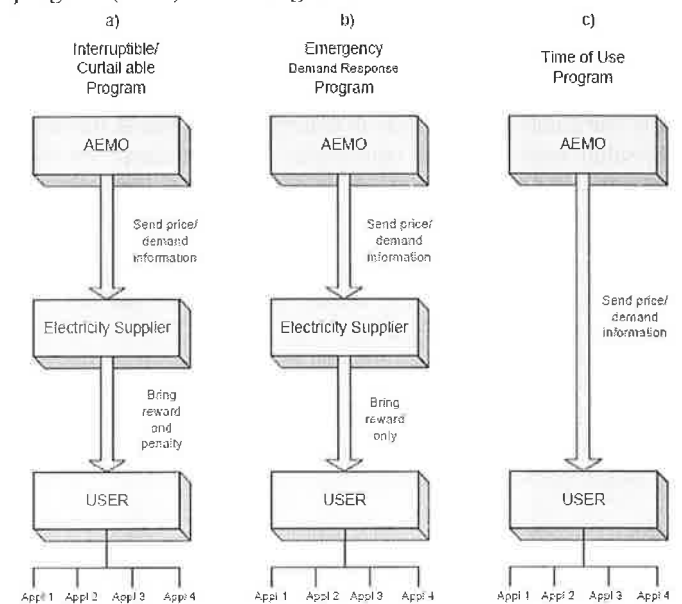 a)
Interruptible/
Curtail able
Program
AEMO
Send price/
demand
information
Electricity Supplier
Bring
reward
and
penalty
USER
Appl 1 Appl 2 Appl 3 Appl 4
b)
Emergency
Demand Response
Program
AEMO
Send price/
demand
information
Electricity Supplier
Bring
reward
only
USER
Appl 1 Appl 2 Appl 3 Appl 4
c)
Time of Use
Program
AEMO
Send price/
demand
information
USER
Appl 1 Appl 2 Appl 3 Appl 4